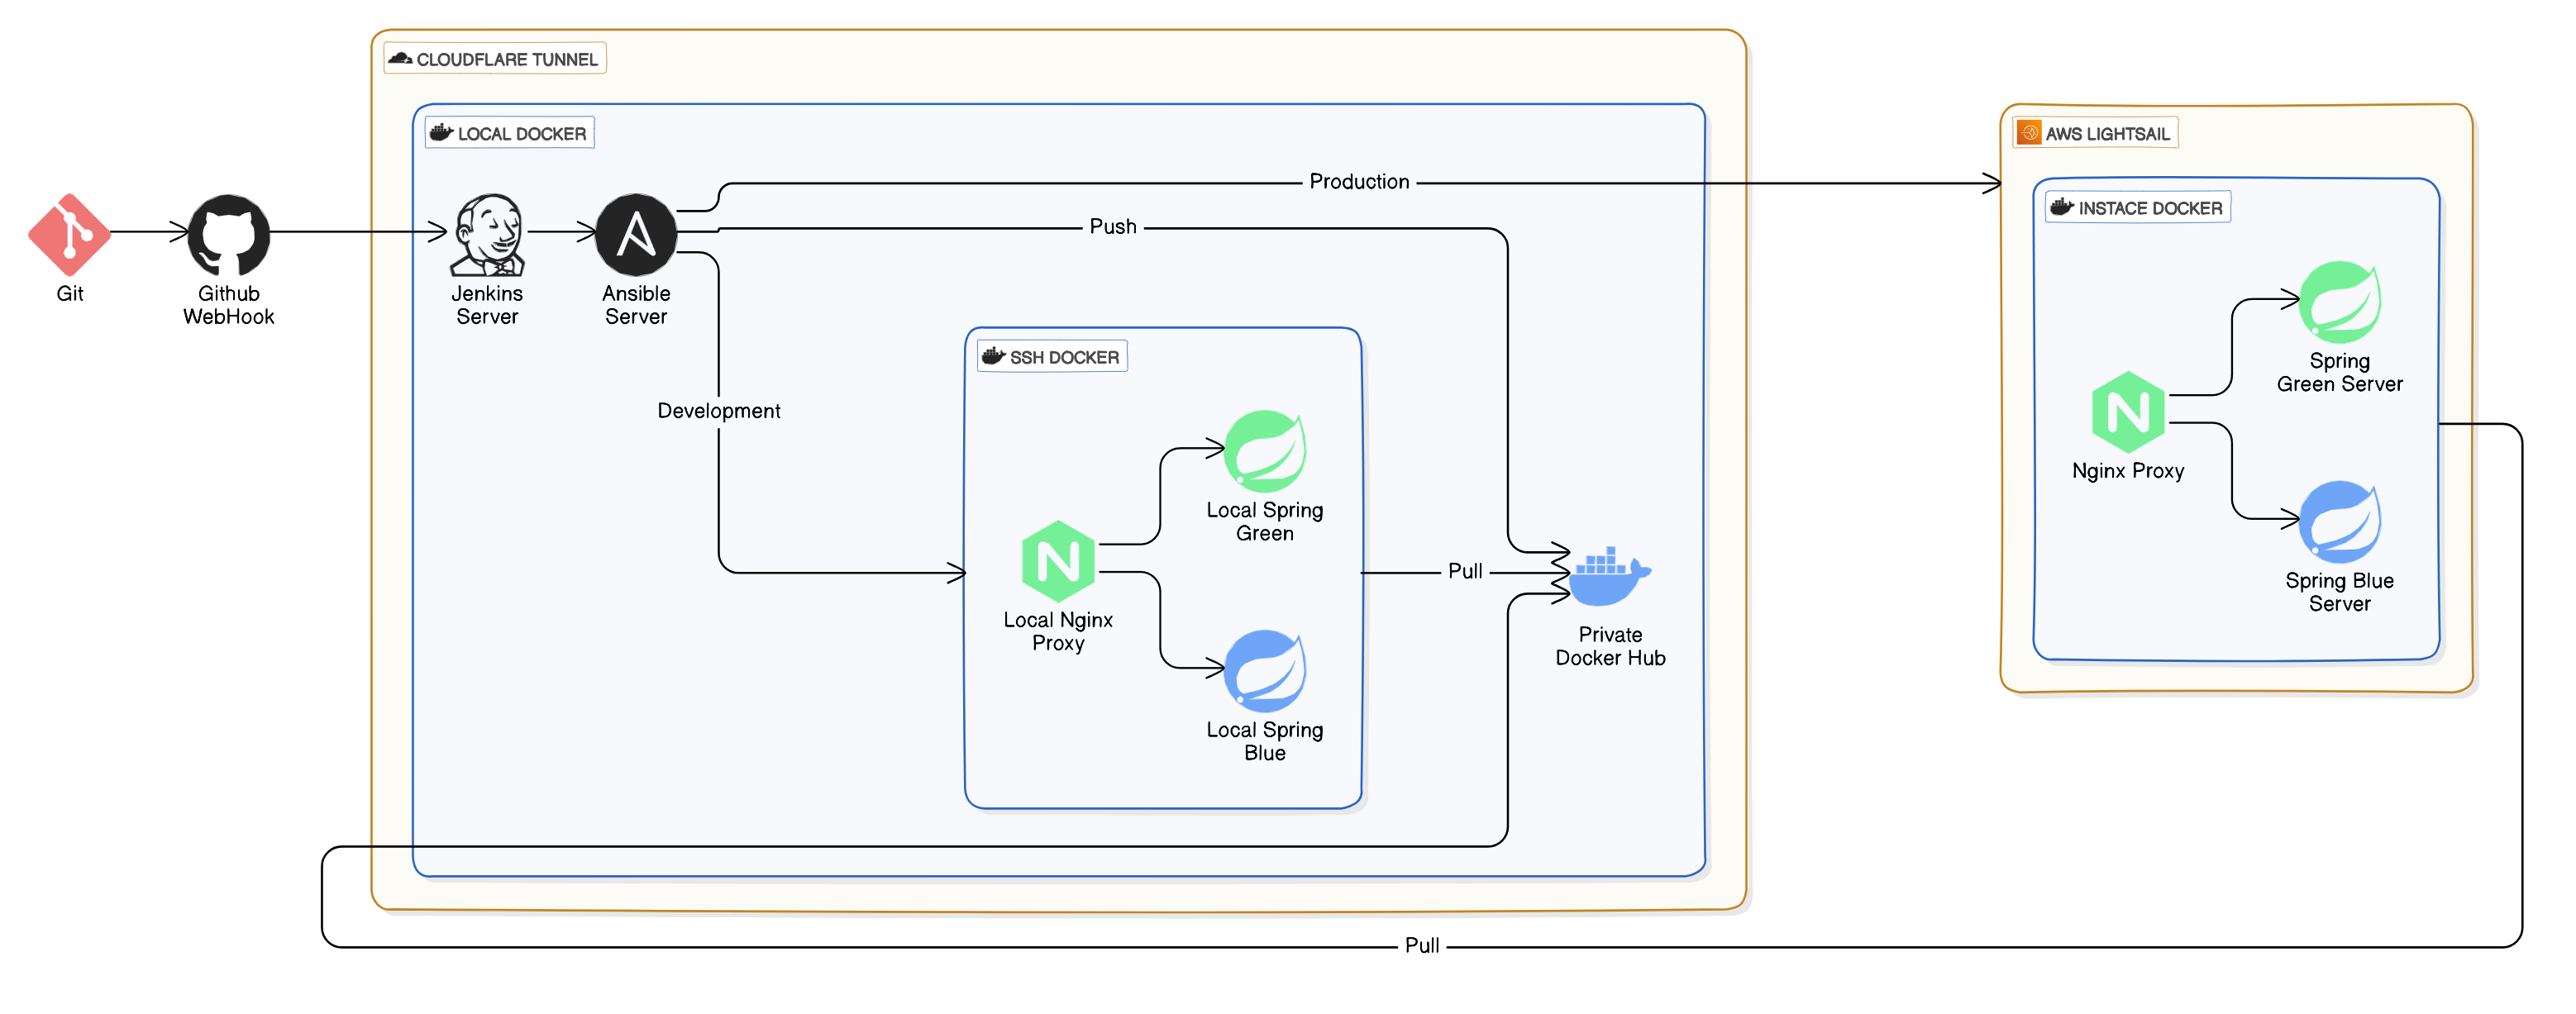 CLOUDFLARE TUNNEL
LOCAL DOCKER
AWS LIGHTSAIL
INSTACE DOCKER
Production
Push
Git
Github
WebHook
Jenkins
Server
Ansible
Server
SSH DOCKER
Development
Local Spring
Green
Local Nginx
Proxy
Local Spring
Blue
Pull
Private
Docker Hub
Spring
Green Server
Nginx Proxy
Spring Blue
Server
Pull